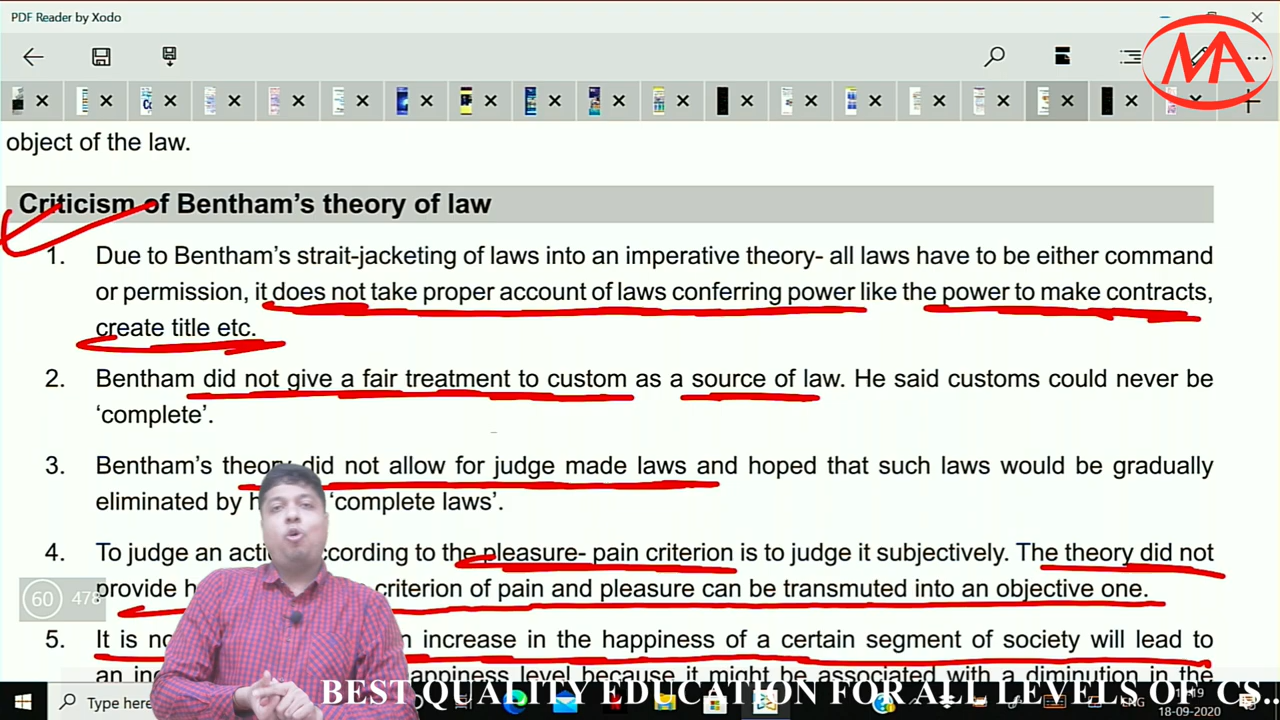 PDF Reader by Xodo
MA
object of the law.
Criticism of Bentham's theory of law
1. Due to Bentham's strait-jacketing of laws into an imperative theory- all laws have to be either command
or permission, it does not take proper account of laws conferring power like the power to make contracts,
create title etc.
2. Bentham did not give a fair treatment to custom as a source of law. He said customs could never be
'complete'.
3. Bentham's theory did not allow for judge made laws and hoped that such laws would be gradually
eliminated by 'complete laws'.
4. To judge an according to the pleasure- pain criterion is to judge it subjectively. The theory did not
provide criterion of pain and pleasure can be transmuted into an objective one.
60 478
5. It is increase in the happiness of a certain segment of society will lead to
an happiness level because it might be associated with a diminution in the
Type here
BEST QUALITY EDUCATION FOR ALL LEVELS OF CS...
ENG
18-09-2020